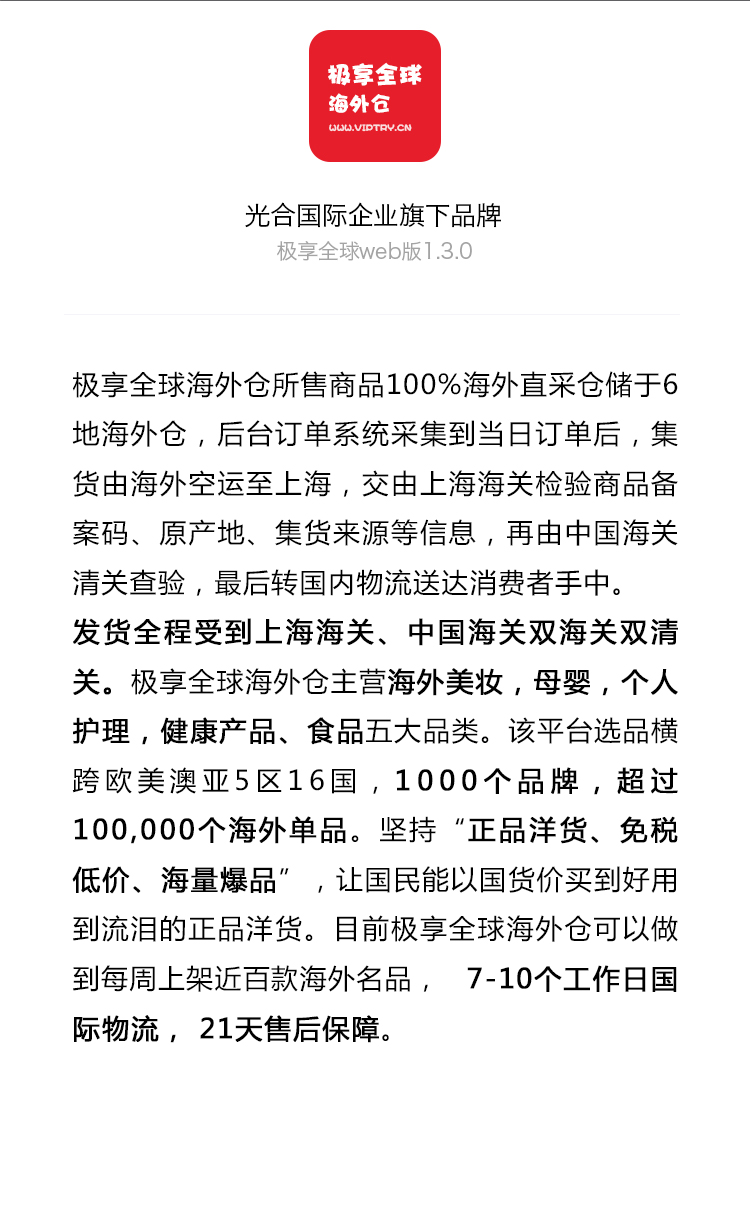 极享全球
海外仓
WWW.VIPTRY.CN
光合国际企业旗下品牌
极享全球web版1.3.0
极享全球海外仓所售商品100%海外直采仓储于6
地海外仓，后台订单系统采集到当日订单后，集
货由海外空运至上海，交由上海海关检验商品备
案码、原产地、集货来源等信息，再由中国海关
清关查验，最后转国内物流送达消费者手中。
发货全程受到上海海关、中国海关双海关双清
关。极享全球海外仓主营海外美妆，母婴，个人
护理，健康产品、食品五大品类。该平台选品横
跨欧美澳亚5区16国，1000个品牌，超过
100,000个海外单品。坚持“正品洋货、免税
低价、海量爆品”，让国民能以国货价买到好用
到流泪的正品洋货。目前极享全球海外仓可以做
到每周上架近百款海外名品， 7-10个工作日国
际物流， 21天售后保障。